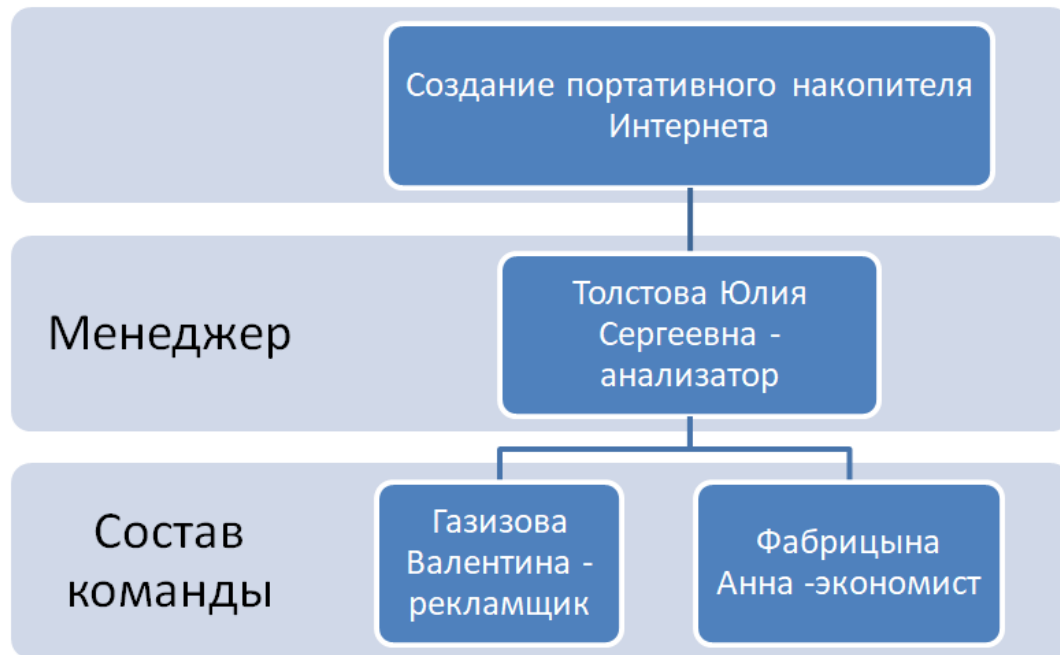 Создание портативного накопителя
Интернета
Менеджер
Толстова Юлия
Сергеевна -
анализатор
Состав
команды
Газизова
Валентина -
рекламщик
Фабрицына
Анна -экономист